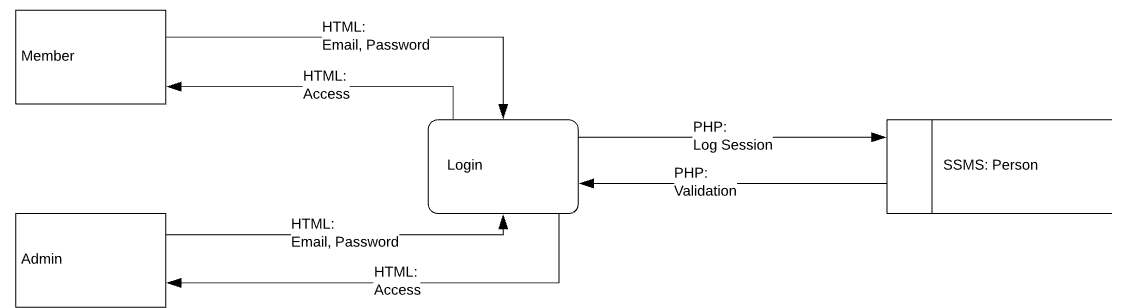 HTML:
Email, Password
Member
HTML:
Access
PHP:
Log Session
Login
SSMS: Person
PHP:
Validation
HTML:
Email, Password
Admin
HTML:
Access